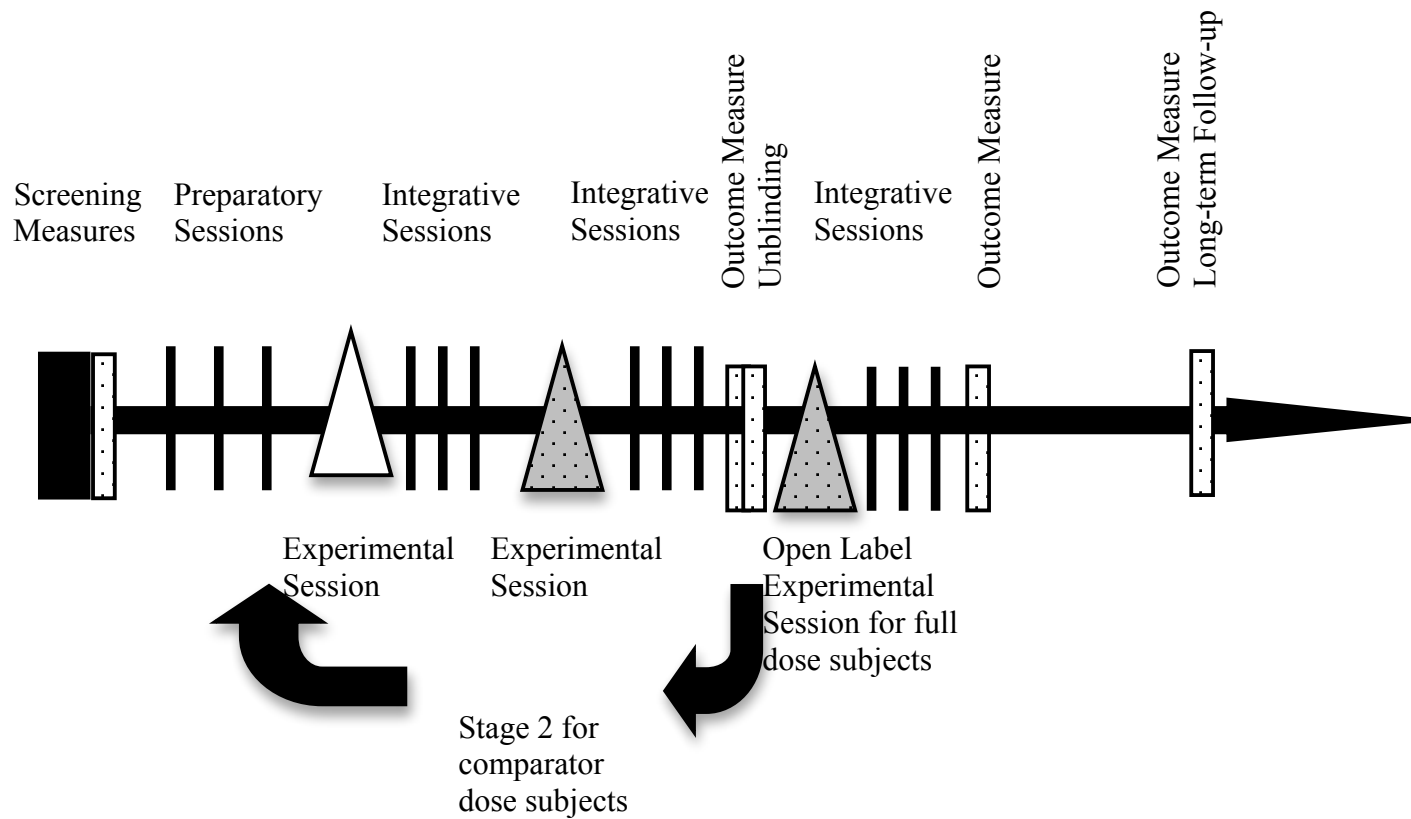 Screening
Measures
Preparatory
Sessions
Integrative
Sessions
Integrative
Sessions
Outcome Measure
Unblinding
Integrative
Sessions
Outcome Measure
Outcome Measure
Long-term Follow-up
Experimental
Session
Experimental
Session
Open Label
Experimental
Session for full
dose subjects
Stage 2 for
comparator
dose subjects